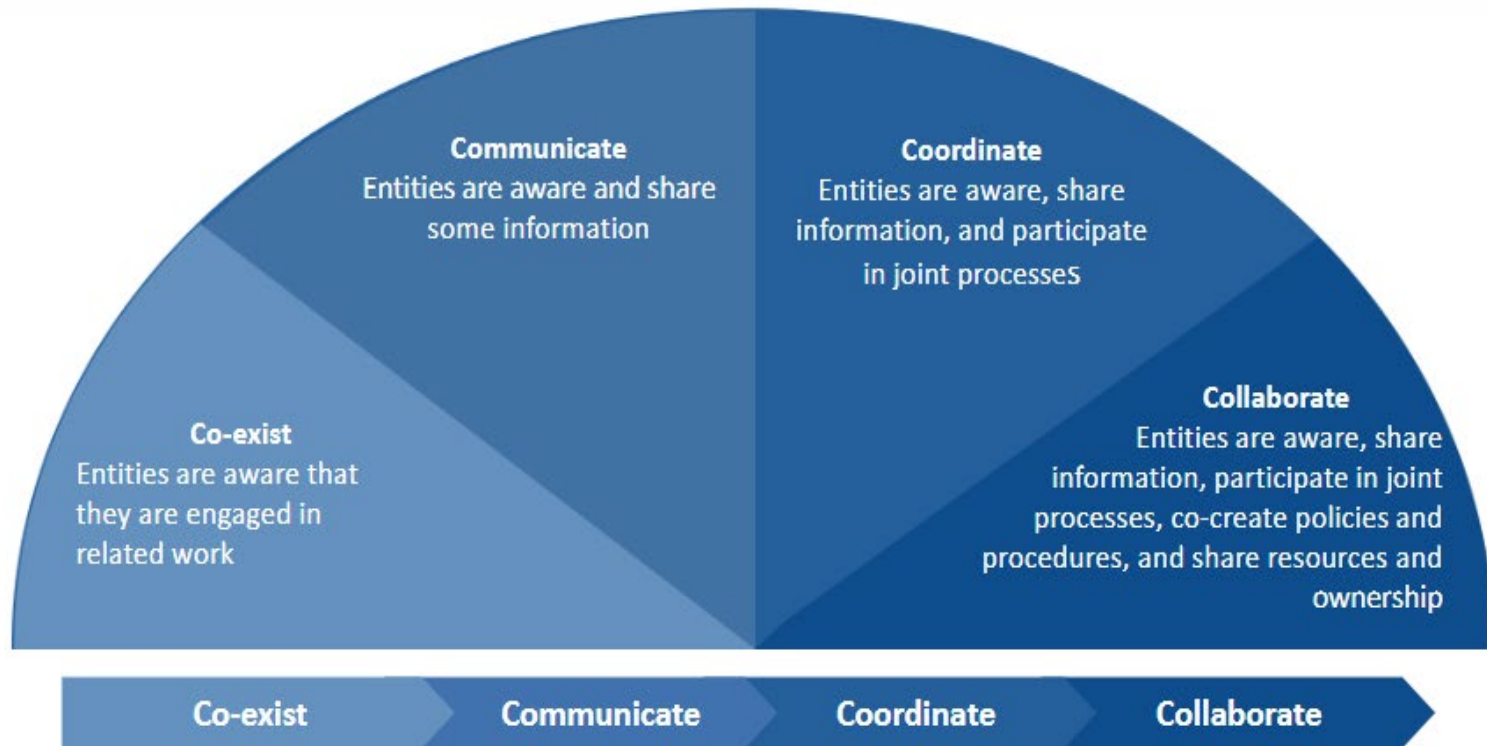 Communicate
Entities are aware and share
some information
Coordinate
Entities are aware, share
information, and participate
in joint processes
Co-exist
Entities are aware that
they are engaged in
related work
Collaborate
Entities are aware, share
information, participate in joint
processes, co-create policies and
procedures, and share resources and
ownership
Co-exist
Communicate
Coordinate
Collaborate